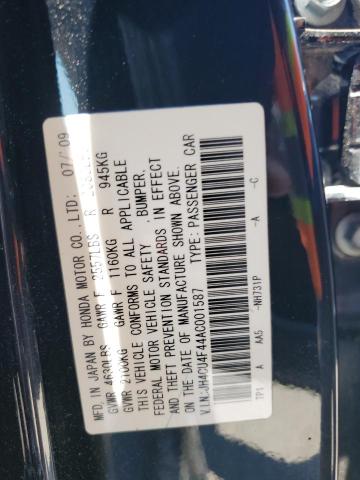 MFD. IN JAPAN BY HONDA MOTOR CO., LTD: 07/ 09
GVWR 4630LBS GAWR F 2557LBS R
GVWR 2100KG GAWR F 1160KG R 945KG
THIS VEHICLE CONFORMS TO ALL APPLICABLE
FEDERAL MOTOR VEHICLE SAFETY , BUMPER,
AND THEFT PREVENTION STANDARDS IN EFFECT
ON THE DATE OF MANUFACTURE SHOWN ABOVE.
V.I.N: JH4CU4F44AC001587 TYPE: PASSENGER CAR
TP1 A AA5 -NH731P -A -C